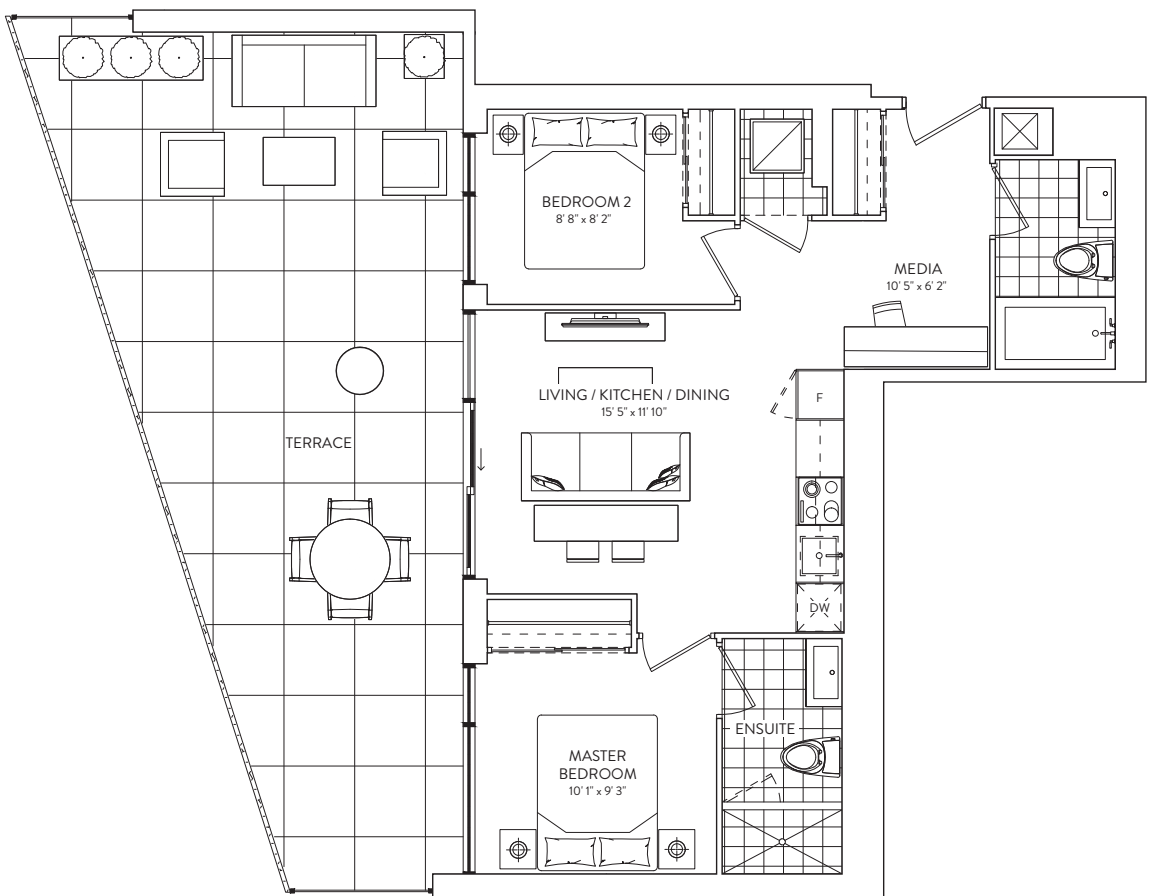 BEDROOM 2
8' 8" x 8' 2"
MEDIA
10' 5" x 6' 2"
LIVING / KITCHEN / DINING
15' 5" x 11' 10"
F
TERRACE
DW
ENSUITE
MASTER
BEDROOM
10' 1" x 9' 3"